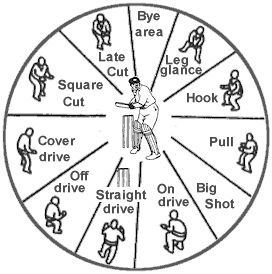 Bye
area
Leg
glance
Hook
Pull
Big
Shot
On
drive
Straight
drive
Off
drive
Cover
drive
Square
Cut
Late
Cut